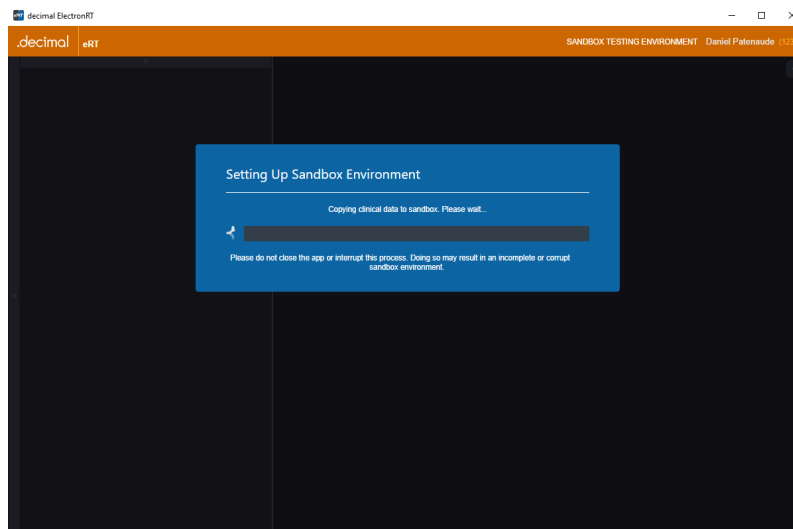 decimal ElectronRT
.decimal eRT SANDBOX TESTING ENVIRONMENT Daniel Patenaude (123
Setting Up Sandbox Environment
Copying clinical data to sandbox. Please wait...
Please do not close the app or interrupt this process. Doing so may result in an incomplete or corrupt
sandbox environment.